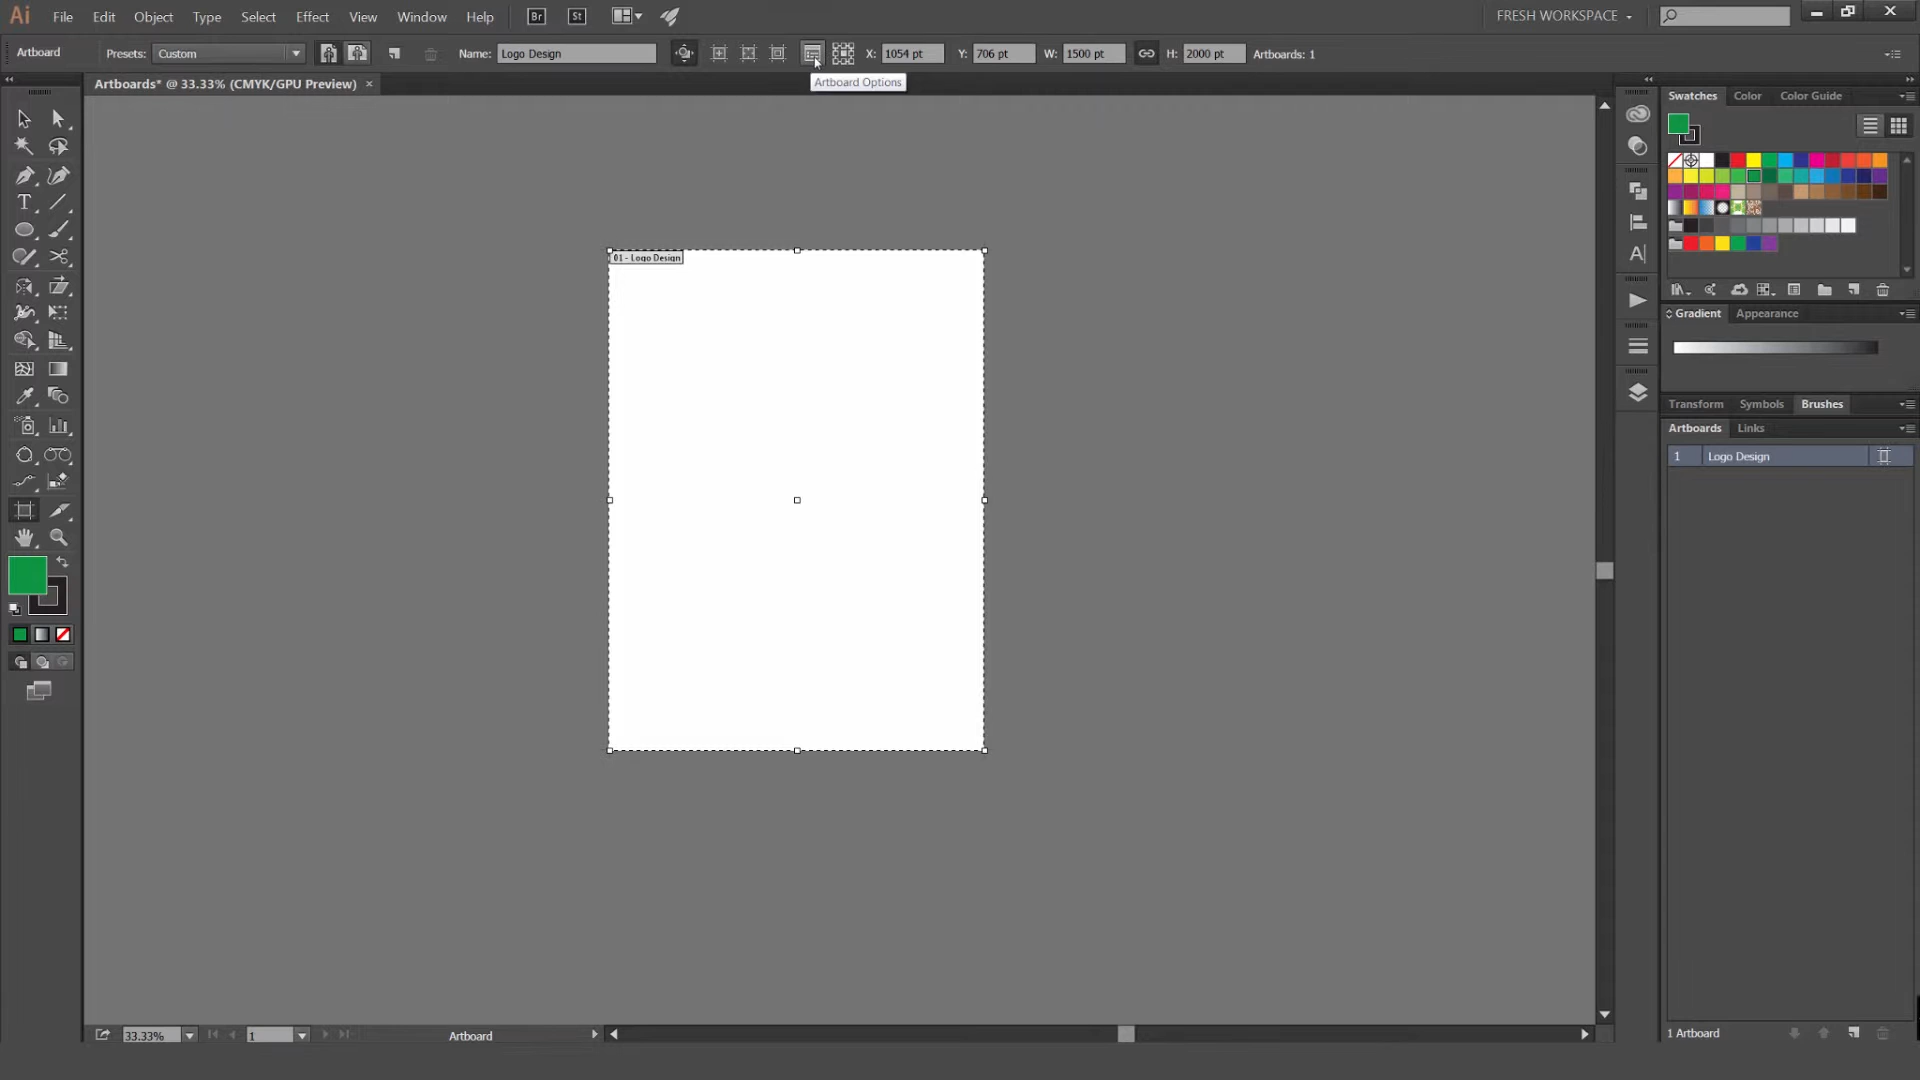 Ai File Edit Object Type Select Effect View Window Help Br St FRESH WORKSPACE
Artboard Presets: Custom Name: Logo Design X: 1054 pt Y: 706 pt W: 1500 pt H: 2000 pt Artboards: 1
Artboard Options
Artboards* @ 33.33% (CMYK/GPU Preview) ×
Swatches Color Color Guide
01 - Logo Design
Gradient Appearance
Transform Symbols Brushes
Artboards Links
1 Logo Design
33.33% 1 Artboard
1 Artboard